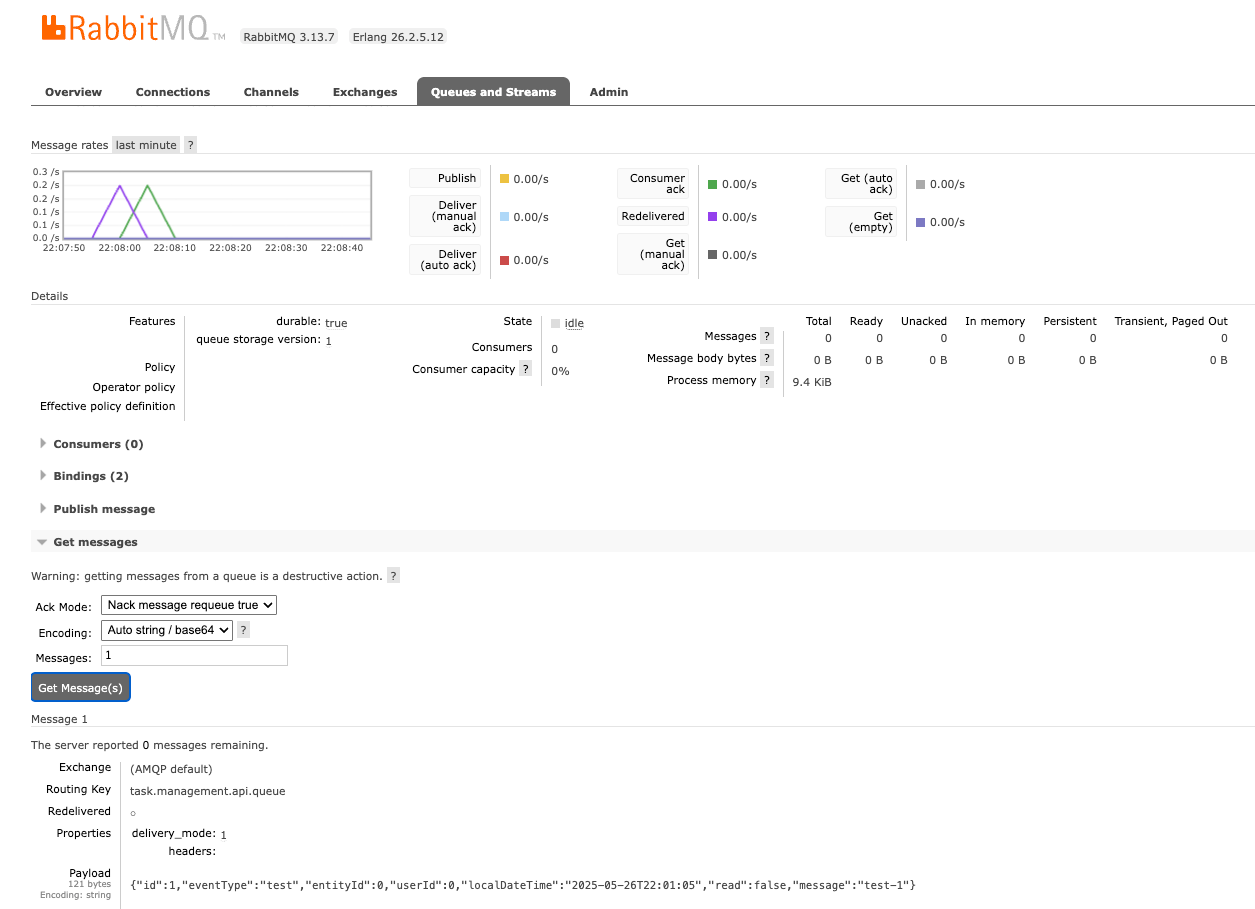 RabbitMQ TM RabbitMQ 3.13.7 Erlang 26.2.5.12
Overview Connections Channels Exchanges Queues and Streams Admin
Message rates last minute ?
0.3 /s
0.2 /s
0.2 /s
0.1 /s
0.1 /s
0.0 /s
22:07:50 22:08:00 22:08:10 22:08:20 22:08:30 22:08:40
Publish 0.00/s
Deliver
(manual
ack) 0.00/s
Deliver
(auto ack) 0.00/s
Consumer
ack 0.00/s
Redelivered 0.00/s
Get
(manual
ack) 0.00/s
Get (auto
ack) 0.00/s
Get
(empty) 0.00/s
Details
Features durable: true
queue storage version: 1
Policy
Operator policy
Effective policy definition
State idle
Consumers 0
Consumer capacity ? 0%
Total Ready Unacked In memory Persistent Transient, Paged Out
Messages ? 0 0 0 0 0 0
Message body bytes ? 0 B 0 B 0 B 0 B 0 B 0 B
Process memory ? 9.4 KiB
Consumers (0)
Bindings (2)
Publish message
Get messages
Warning: getting messages from a queue is a destructive action. ?
Ack Mode: Nack message requeue true
Encoding: Auto string / base64 ?
Messages: 1
Get Message(s)
Message 1
The server reported 0 messages remaining.
Exchange (AMQP default)
Routing Key task.management.api.queue
Redelivered ○
Properties delivery_mode: 1
headers:
Payload
121 bytes
Encoding: string
{"id":1,"eventType":"test","entityId":0,"userId":0,"localDateTime":"2025-05-26T22:01:05","read":false,"message":"test-1"}